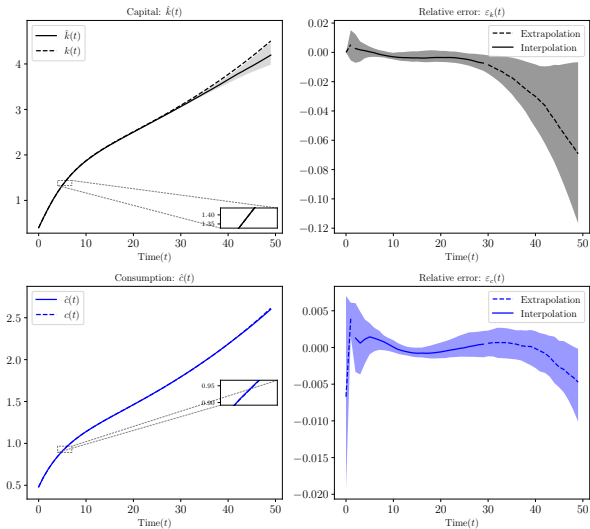 Capital: k̂(t)
k̂(t)
k(t)
4
3
2
1
1.40
1.35
0 10 20 30 40 50
Time(t)
Relative error: ε_k(t)
Extrapolation
Interpolation
0.02
0.00
−0.02
−0.04
−0.06
−0.08
−0.10
−0.12
0 10 20 30 40 50
Time(t)
Consumption: ĉ(t)
ĉ(t)
c(t)
2.5
2.0
1.5
1.0
0.5
0.95
0.90
0 10 20 30 40 50
Time(t)
Relative error: ε_c(t)
Extrapolation
Interpolation
0.005
0.000
−0.005
−0.010
−0.015
−0.020
0 10 20 30 40 50
Time(t)